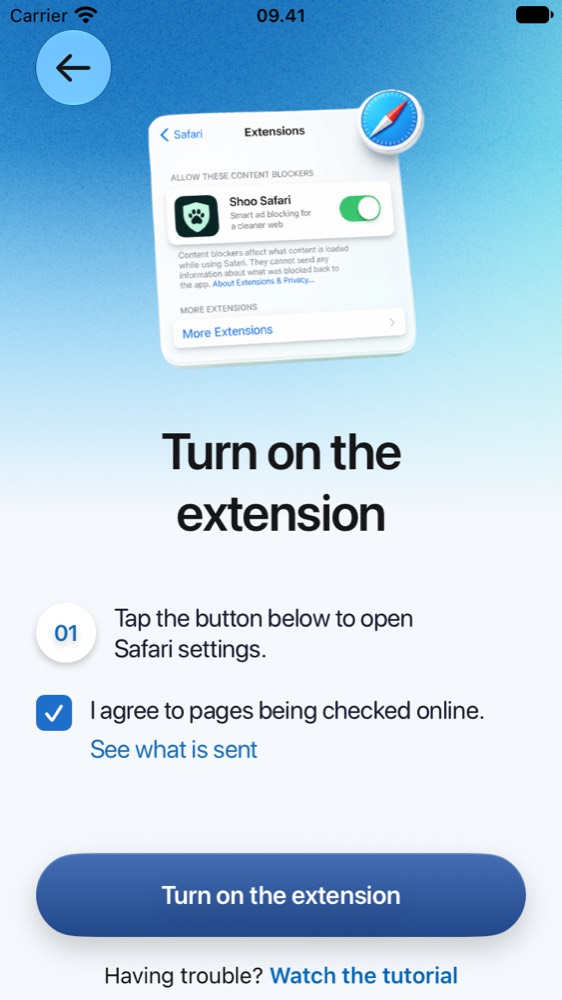 Carrier 09.41
Safari Extensions
ALLOW THESE CONTENT BLOCKERS
Shoo Safari
Smart ad blocking for
a cleaner web
Content blockers affect what content is loaded
while using Safari. They cannot send any
information about what was blocked back to
the app. About Extensions & Privacy...
MORE EXTENSIONS
More Extensions
Turn on the
extension
01
Tap the button below to open
Safari settings.
I agree to pages being checked online.
See what is sent
Turn on the extension
Having trouble? Watch the tutorial